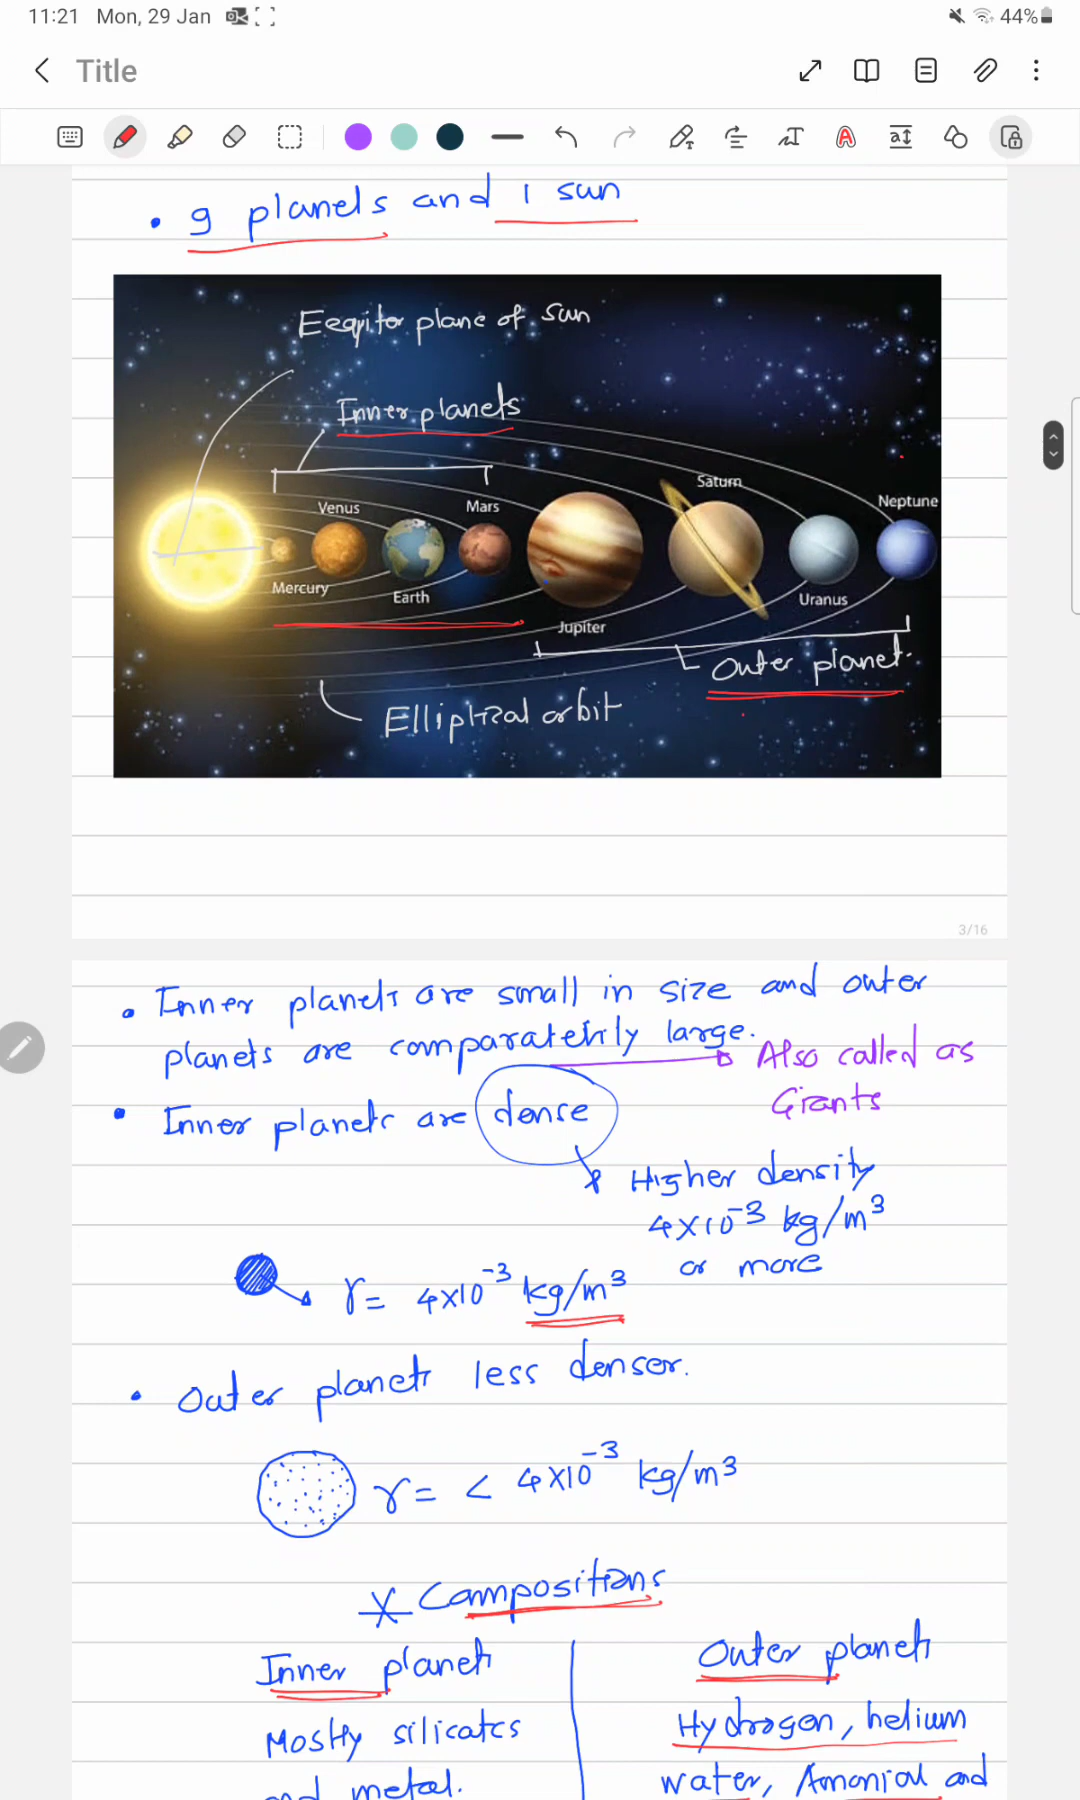 11:21 Mon, 29 Jan
44%
Title
• 9 planets and 1 sun
Eeqitor plane of sun
Inner planets
Saturn
Neptune
Venus
Mars
Mercury
Earth
Uranus
Jupiter
Outer planet.
Elliptical orbit
3/16
• Inner planets are small in size and outer
planets are comparatehly large.
Also called as
Giants
• Inner planets are dense
Higher density
4×10⁻³ kg/m³
or more
γ = 4×10⁻³ kg/m³
• Outer planets less denser.
γ = < 4×10⁻³ kg/m³
Compositions
Inner planets
Outer planets
Mostly silicates
Hydrogen, helium
and metal.
water, Amonial and